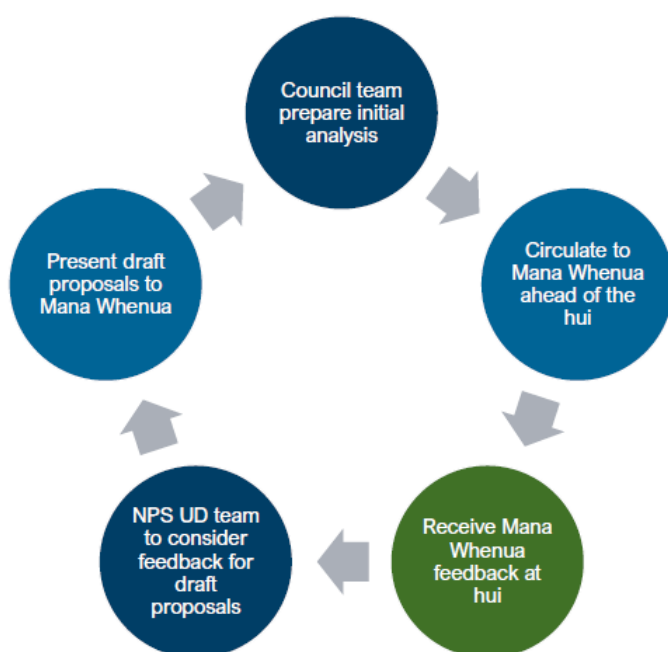 Council team
prepare initial
analysis
Circulate to
Mana Whenua
ahead of the
hui
Receive Mana
Whenua
feedback at
hui
NPS UD team
to consider
feedback for
draft
proposals
Present draft
proposals to
Mana Whenua